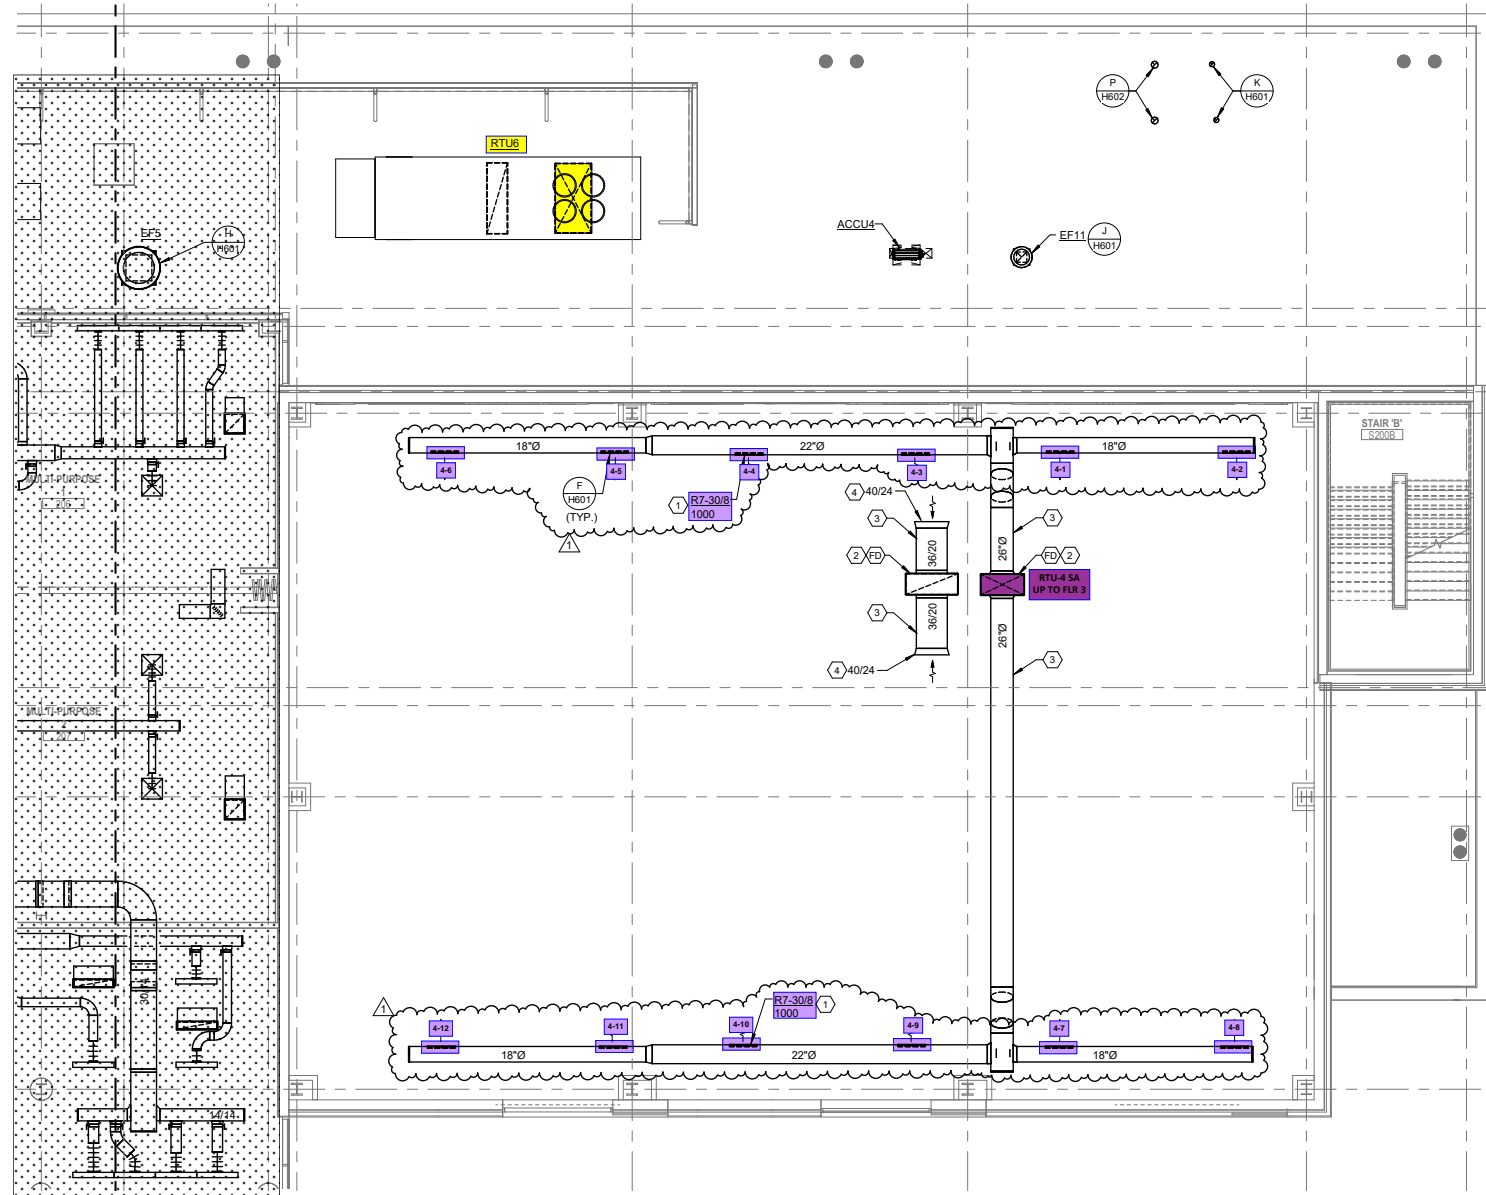 P
H602
K
H601
RTU6
EF5
H
H601
ACCU4
EF11
J
H601
STAIR 'B'
S200B
18"Ø
22"Ø
18"Ø
4-6
4-5
4-4
4-3
4-1
4-2
F
H601
(TYP.)
1
1
R7-30/8
1000
4
40/24
3
3
36/20
26"Ø
2
FD
FD
2
RTU-4 SA
UP TO FLR 3
3
36/20
26"Ø
3
4
40/24
MULTI-PURPOSE
206
MULTI-PURPOSE
2
207
30/14
14/14
1
R7-30/8
1000
1
4-12
4-11
4-10
4-9
4-7
4-8
18"Ø
22"Ø
18"Ø